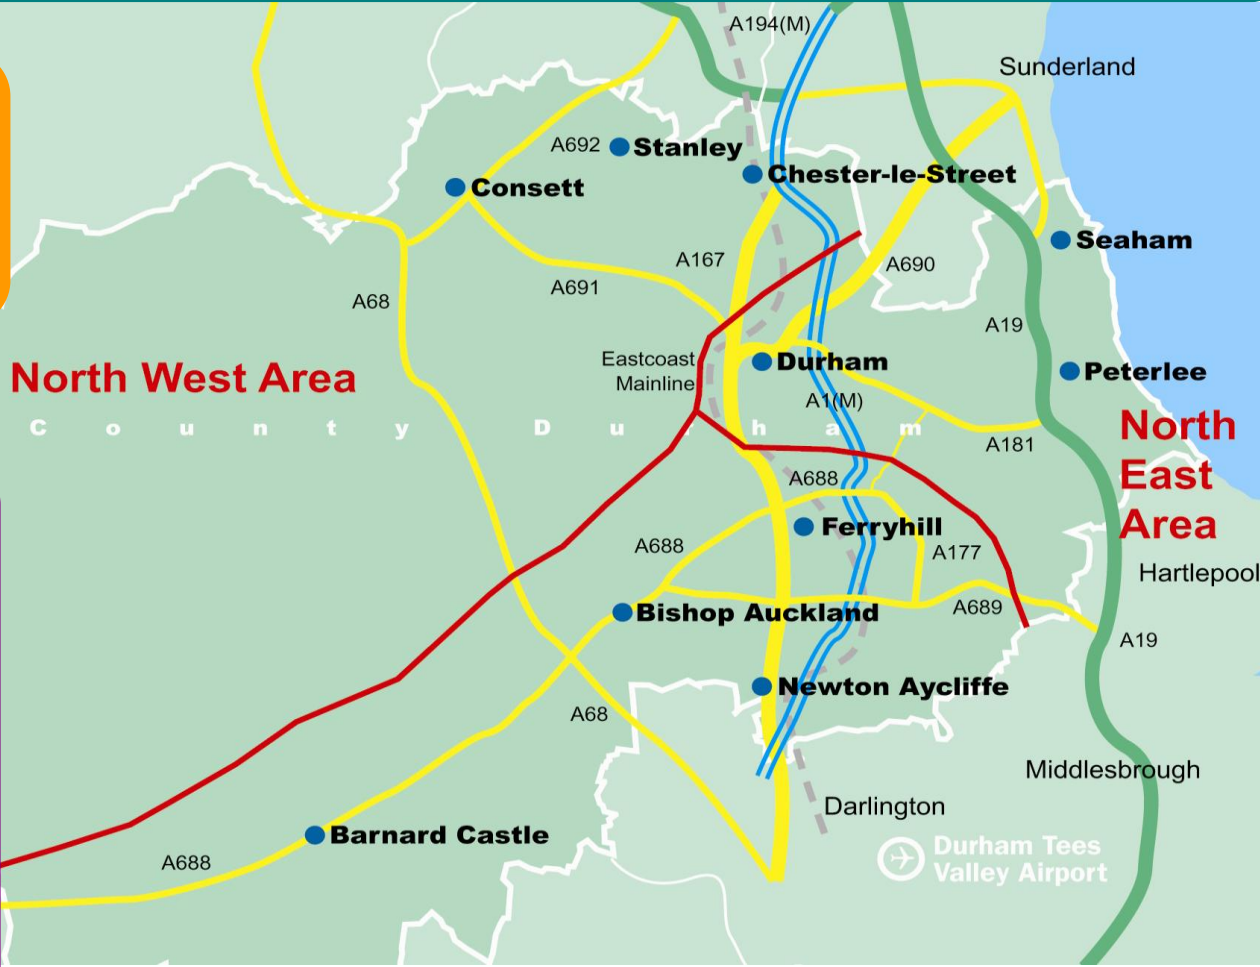 A194(M)
Sunderland
A692
Stanley
Chester-le-Street
Consett
Seaham
A167
A690
A691
A68
A19
Eastcoast
Mainline
Durham
Peterlee
North West Area
A1(M)
County Durham
North
East
Area
A181
A688
Ferryhill
A688
A177
Hartlepool
Bishop Auckland
A689
A19
Newton Aycliffe
A68
Middlesbrough
Darlington
Barnard Castle
Durham Tees
Valley Airport
A688